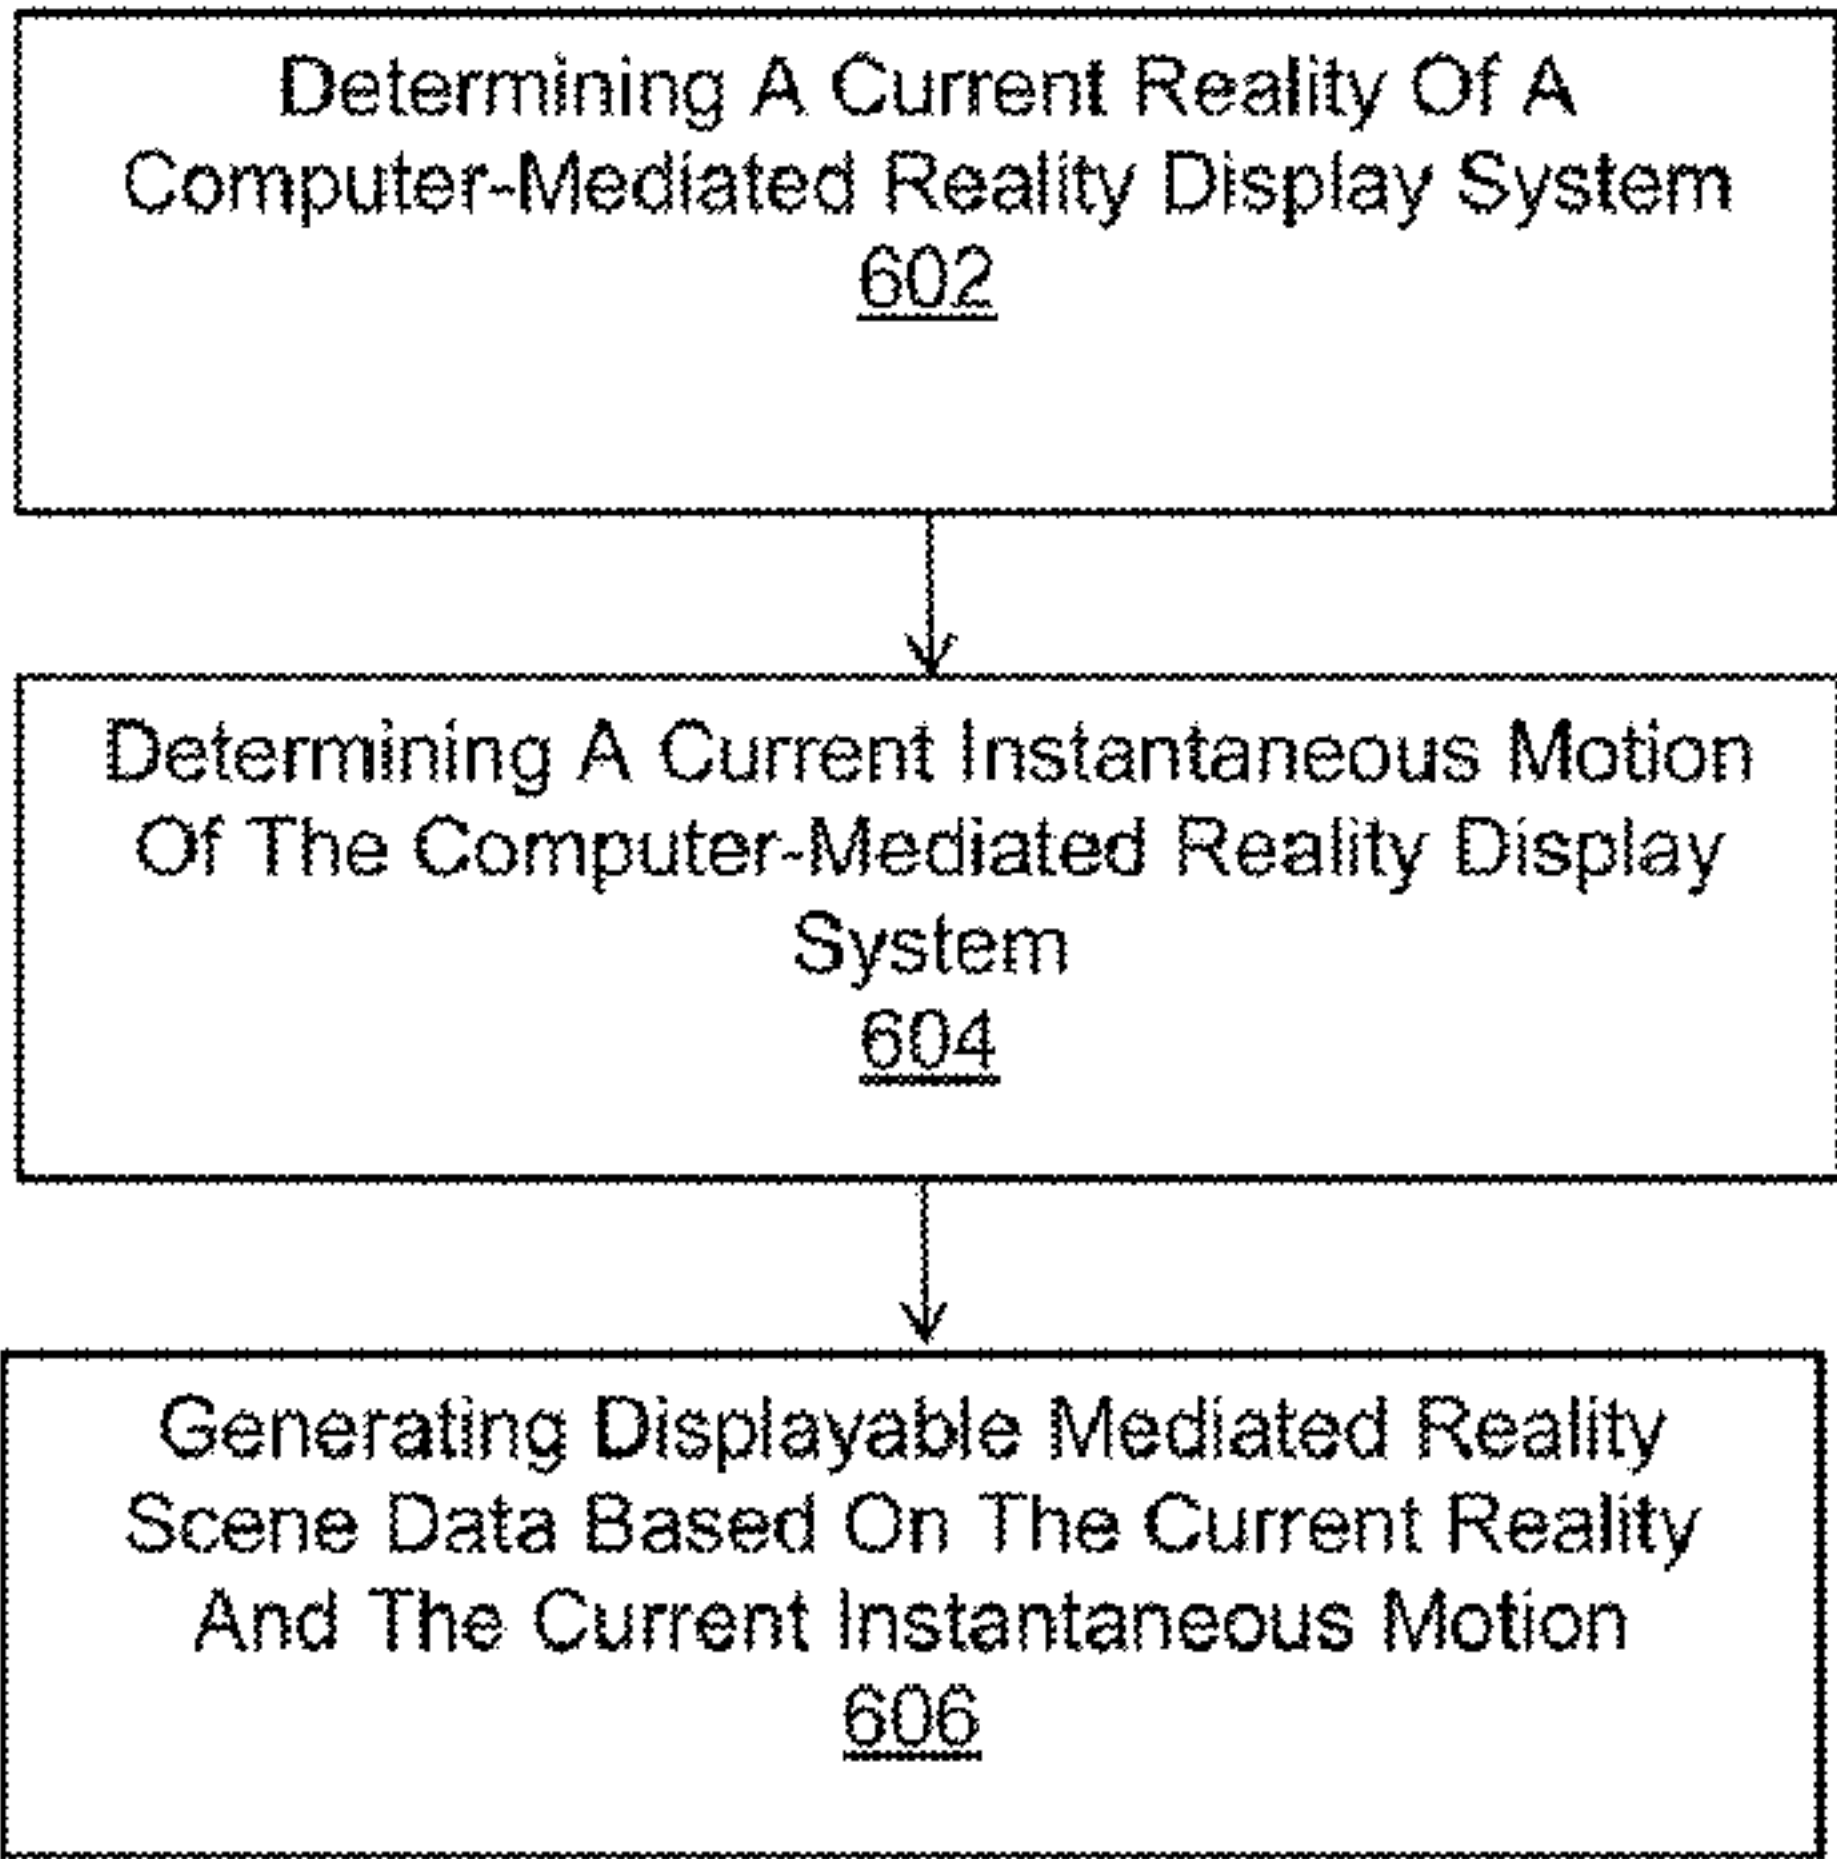 Determining A Current Reality Of A
Computer-Mediated Reality Display System
602
Determining A Current Instantaneous Motion
Of The Computer-Mediated Reality Display
System
604
Generating Displayable Mediated Reality
Scene Data Based On The Current Reality
And The Current Instantaneous Motion
606